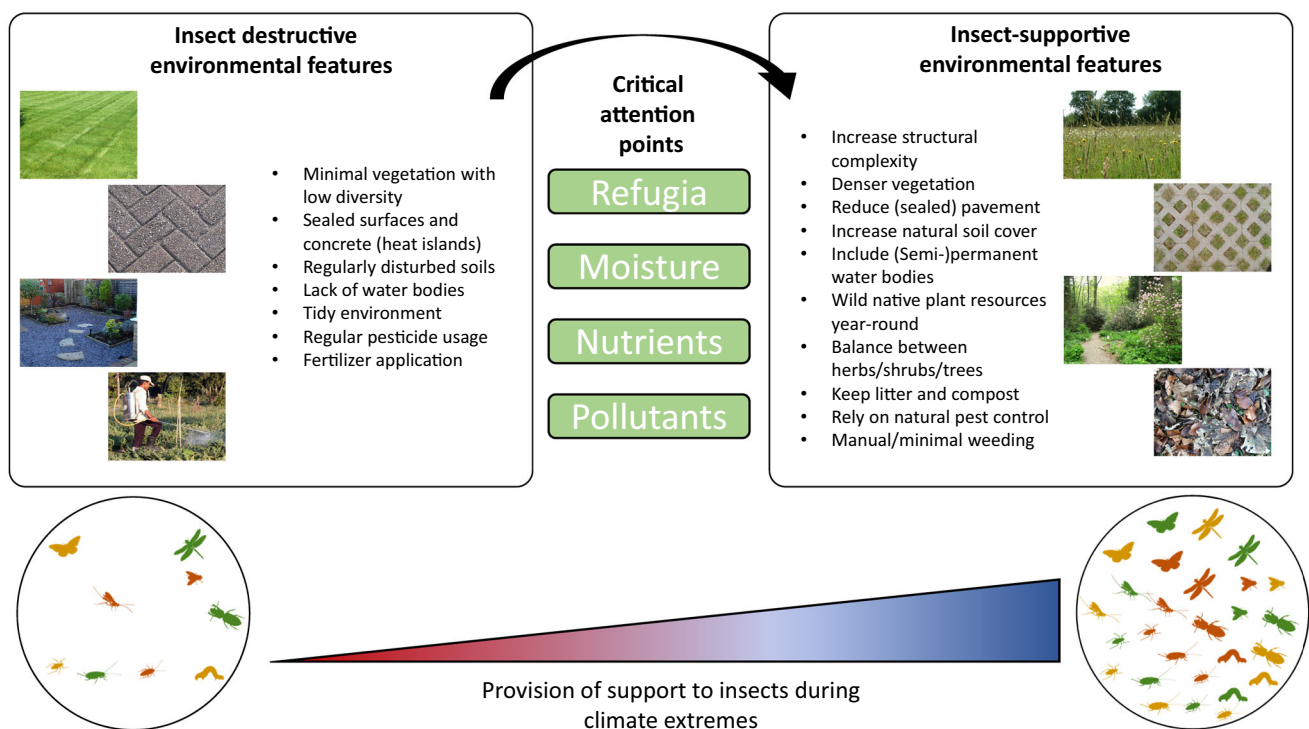 Insect destructive
environmental features
• Minimal vegetation with
low diversity
• Sealed surfaces and
concrete (heat islands)
• Regularly disturbed soils
• Lack of water bodies
• Tidy environment
• Regular pesticide usage
• Fertilizer application
Critical
attention
points
Refugia
Moisture
Nutrients
Pollutants
Insect-supportive
environmental features
• Increase structural
complexity
• Denser vegetation
• Reduce (sealed) pavement
• Increase natural soil cover
• Include (Semi-)permanent
water bodies
• Wild native plant resources
year-round
• Balance between
herbs/shrubs/trees
• Keep litter and compost
• Rely on natural pest control
• Manual/minimal weeding
Provision of support to insects during
climate extremes